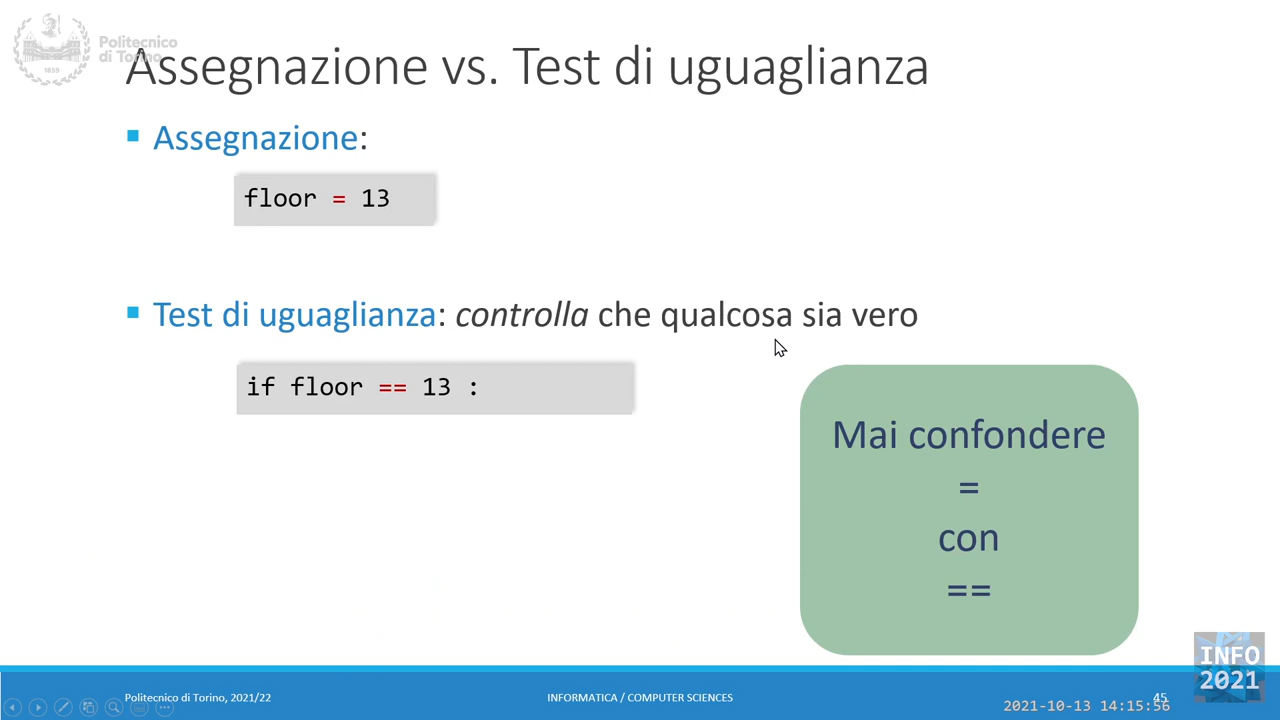 Politecnico
di Torino
1859
Assegnazione vs. Test di uguaglianza
Assegnazione:
floor = 13
Test di uguaglianza: controlla che qualcosa sia vero
if floor == 13 :
Mai confondere
=
con
==
INFO
2021
Politecnico di Torino, 2021/22
INFORMATICA / COMPUTER SCIENCES
45
2021-10-13 14:15:56